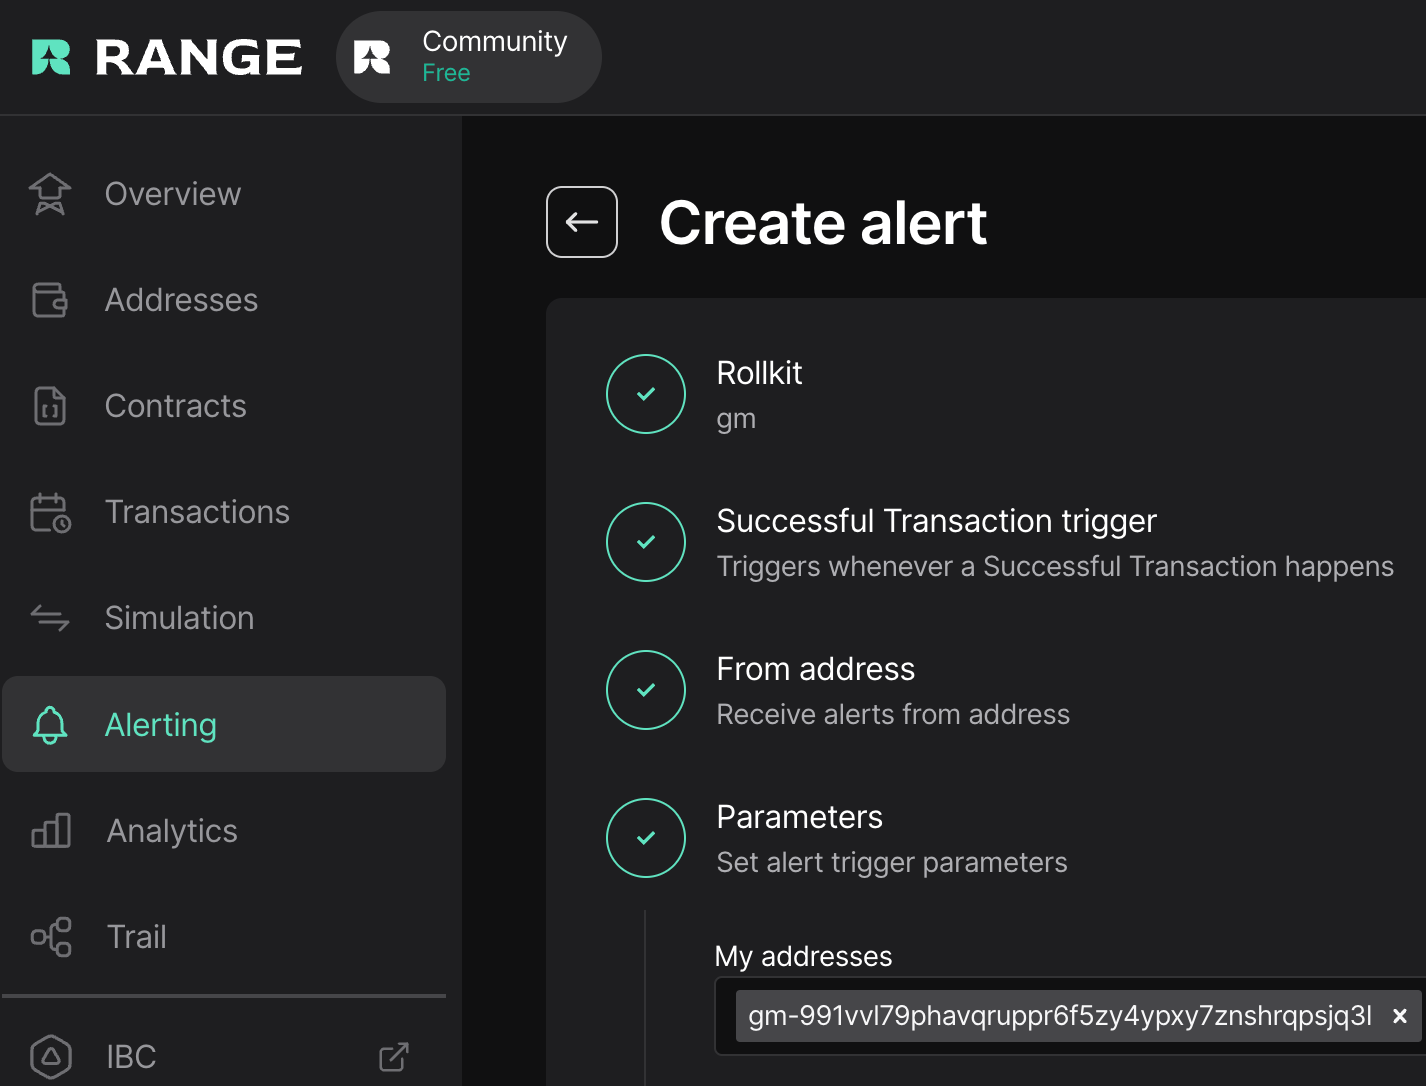 RANGE
Community
Free
Overview
Addresses
Contracts
Transactions
Simulation
Alerting
Analytics
Trail
IBC
Create alert
Rollkit
gm
Successful Transaction trigger
Triggers whenever a Successful Transaction happens
From address
Receive alerts from address
Parameters
Set alert trigger parameters
My addresses
gm-991vvl79phavqruppr6f5zy4ypxy7znshrqpsjq3l